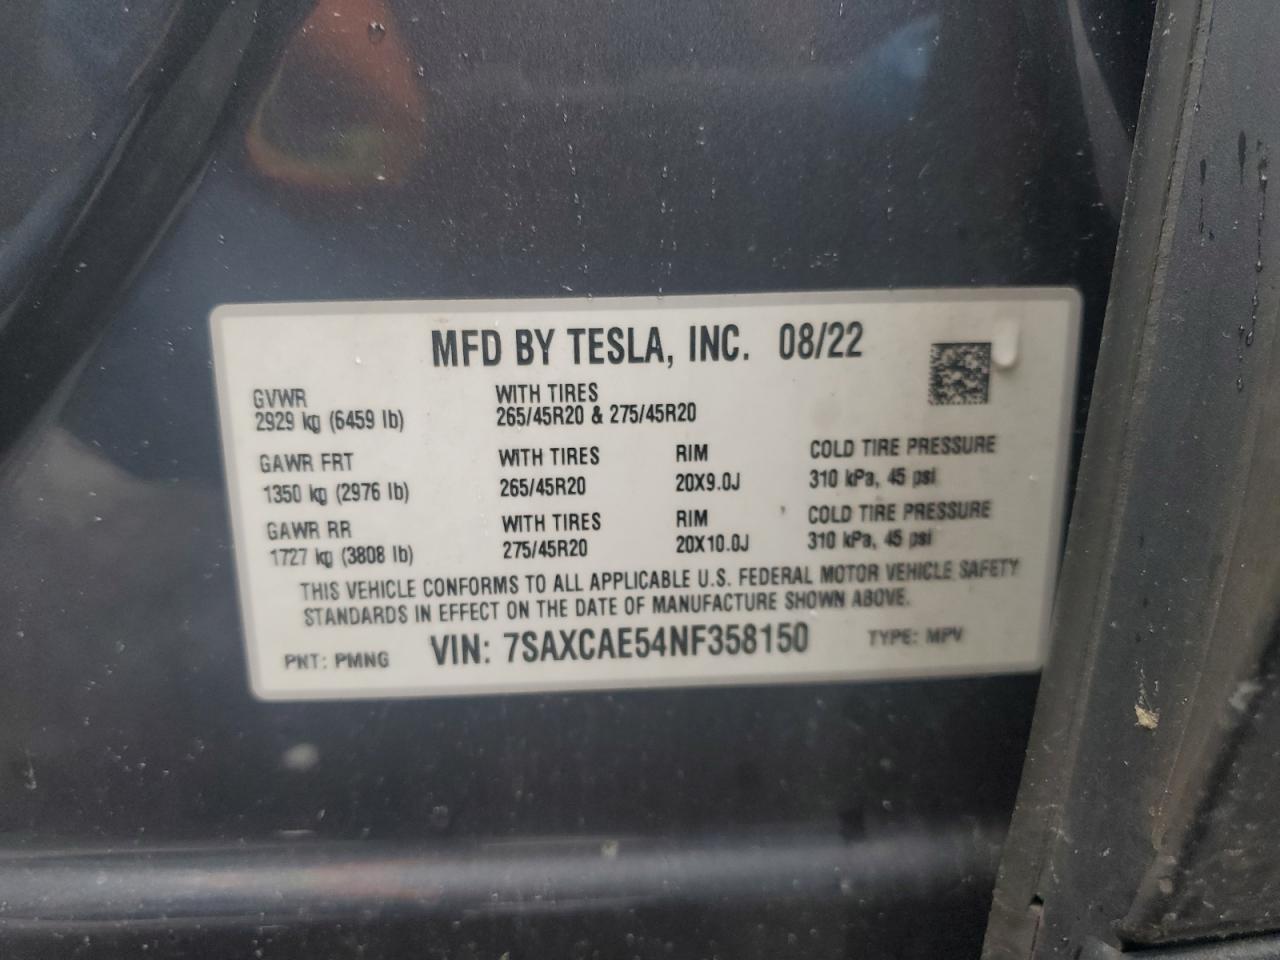 MFD BY TESLA, INC. 08/22
GVWR WITH TIRES
2929 kg (6459 lb) 265/45R20 & 275/45R20
GAWR FRT WITH TIRES RIM COLD TIRE PRESSURE
1350 kg (2976 lb) 265/45R20 20X9.0J 310 kPa, 45 psi
GAWR RR WITH TIRES RIM COLD TIRE PRESSURE
1727 kg (3808 lb) 275/45R20 20X10.0J 310 kPa, 45 psi
THIS VEHICLE CONFORMS TO ALL APPLICABLE U.S. FEDERAL MOTOR VEHICLE SAFETY
STANDARDS IN EFFECT ON THE DATE OF MANUFACTURE SHOWN ABOVE.
PNT: PMNG VIN: 7SAXCAE54NF358150 TYPE: MPV